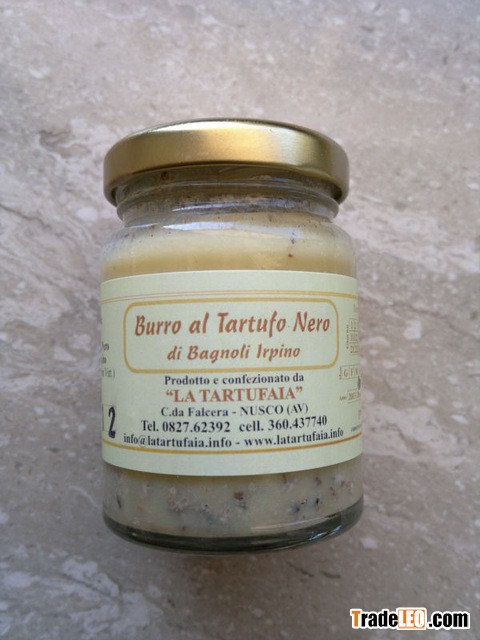 Burro al Tartufo Nero
di Bagnoli Irpino
Prodotto e confezionato da
"LA TARTUFAIA"
C.da Falcera - NUSCO (AV)
Tel. 0827.62392 cell. 360.437740
info@latartufaia.info - www.latartufaia.info
2
TradeLEO.com